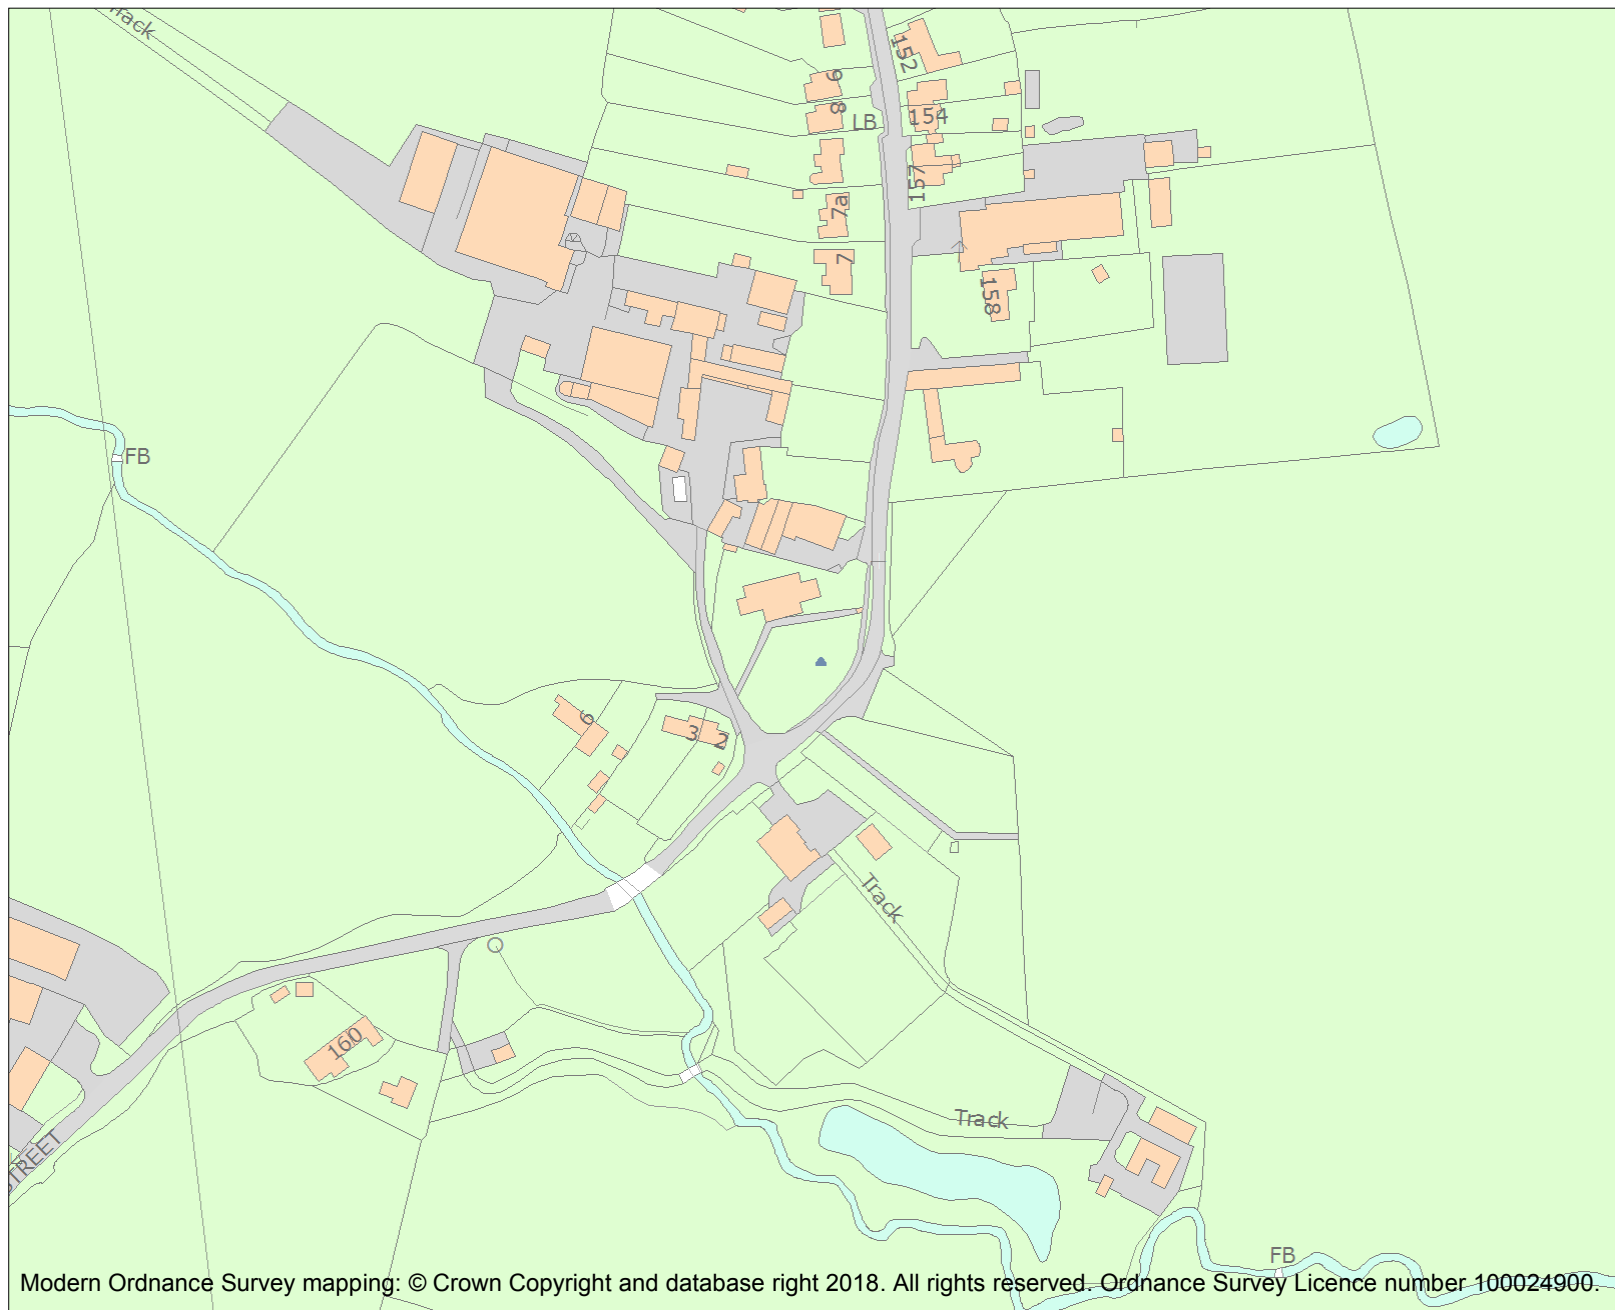 Track
152
9
8
LB
154
157
7a
7
158
FB
6
3
2
Track
160
Track
STREET
FB
Modern Ordnance Survey mapping: © Crown Copyright and database right 2018. All rights reserved. Ordnance Survey Licence number 100024900.